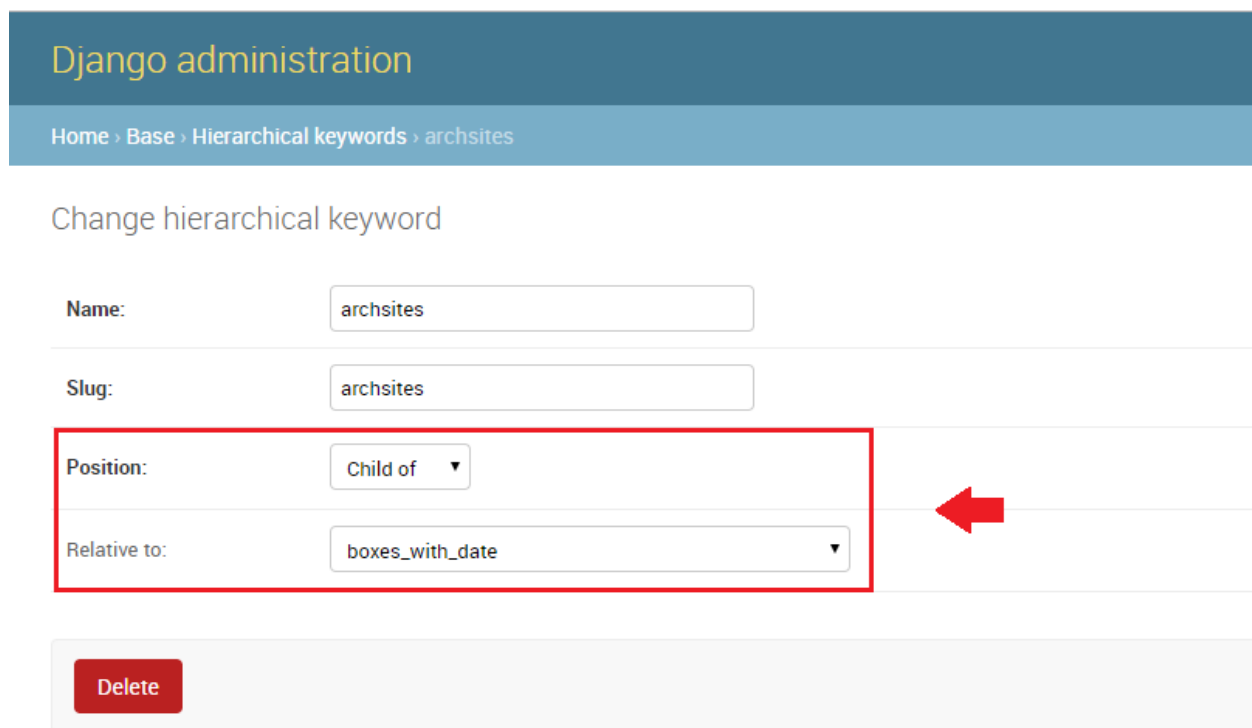 Django administration
Home › Base › Hierarchical keywords › archsites
Change hierarchical keyword
Name: archsites
Slug: archsites
Position: Child of
Relative to: boxes_with_date
Delete